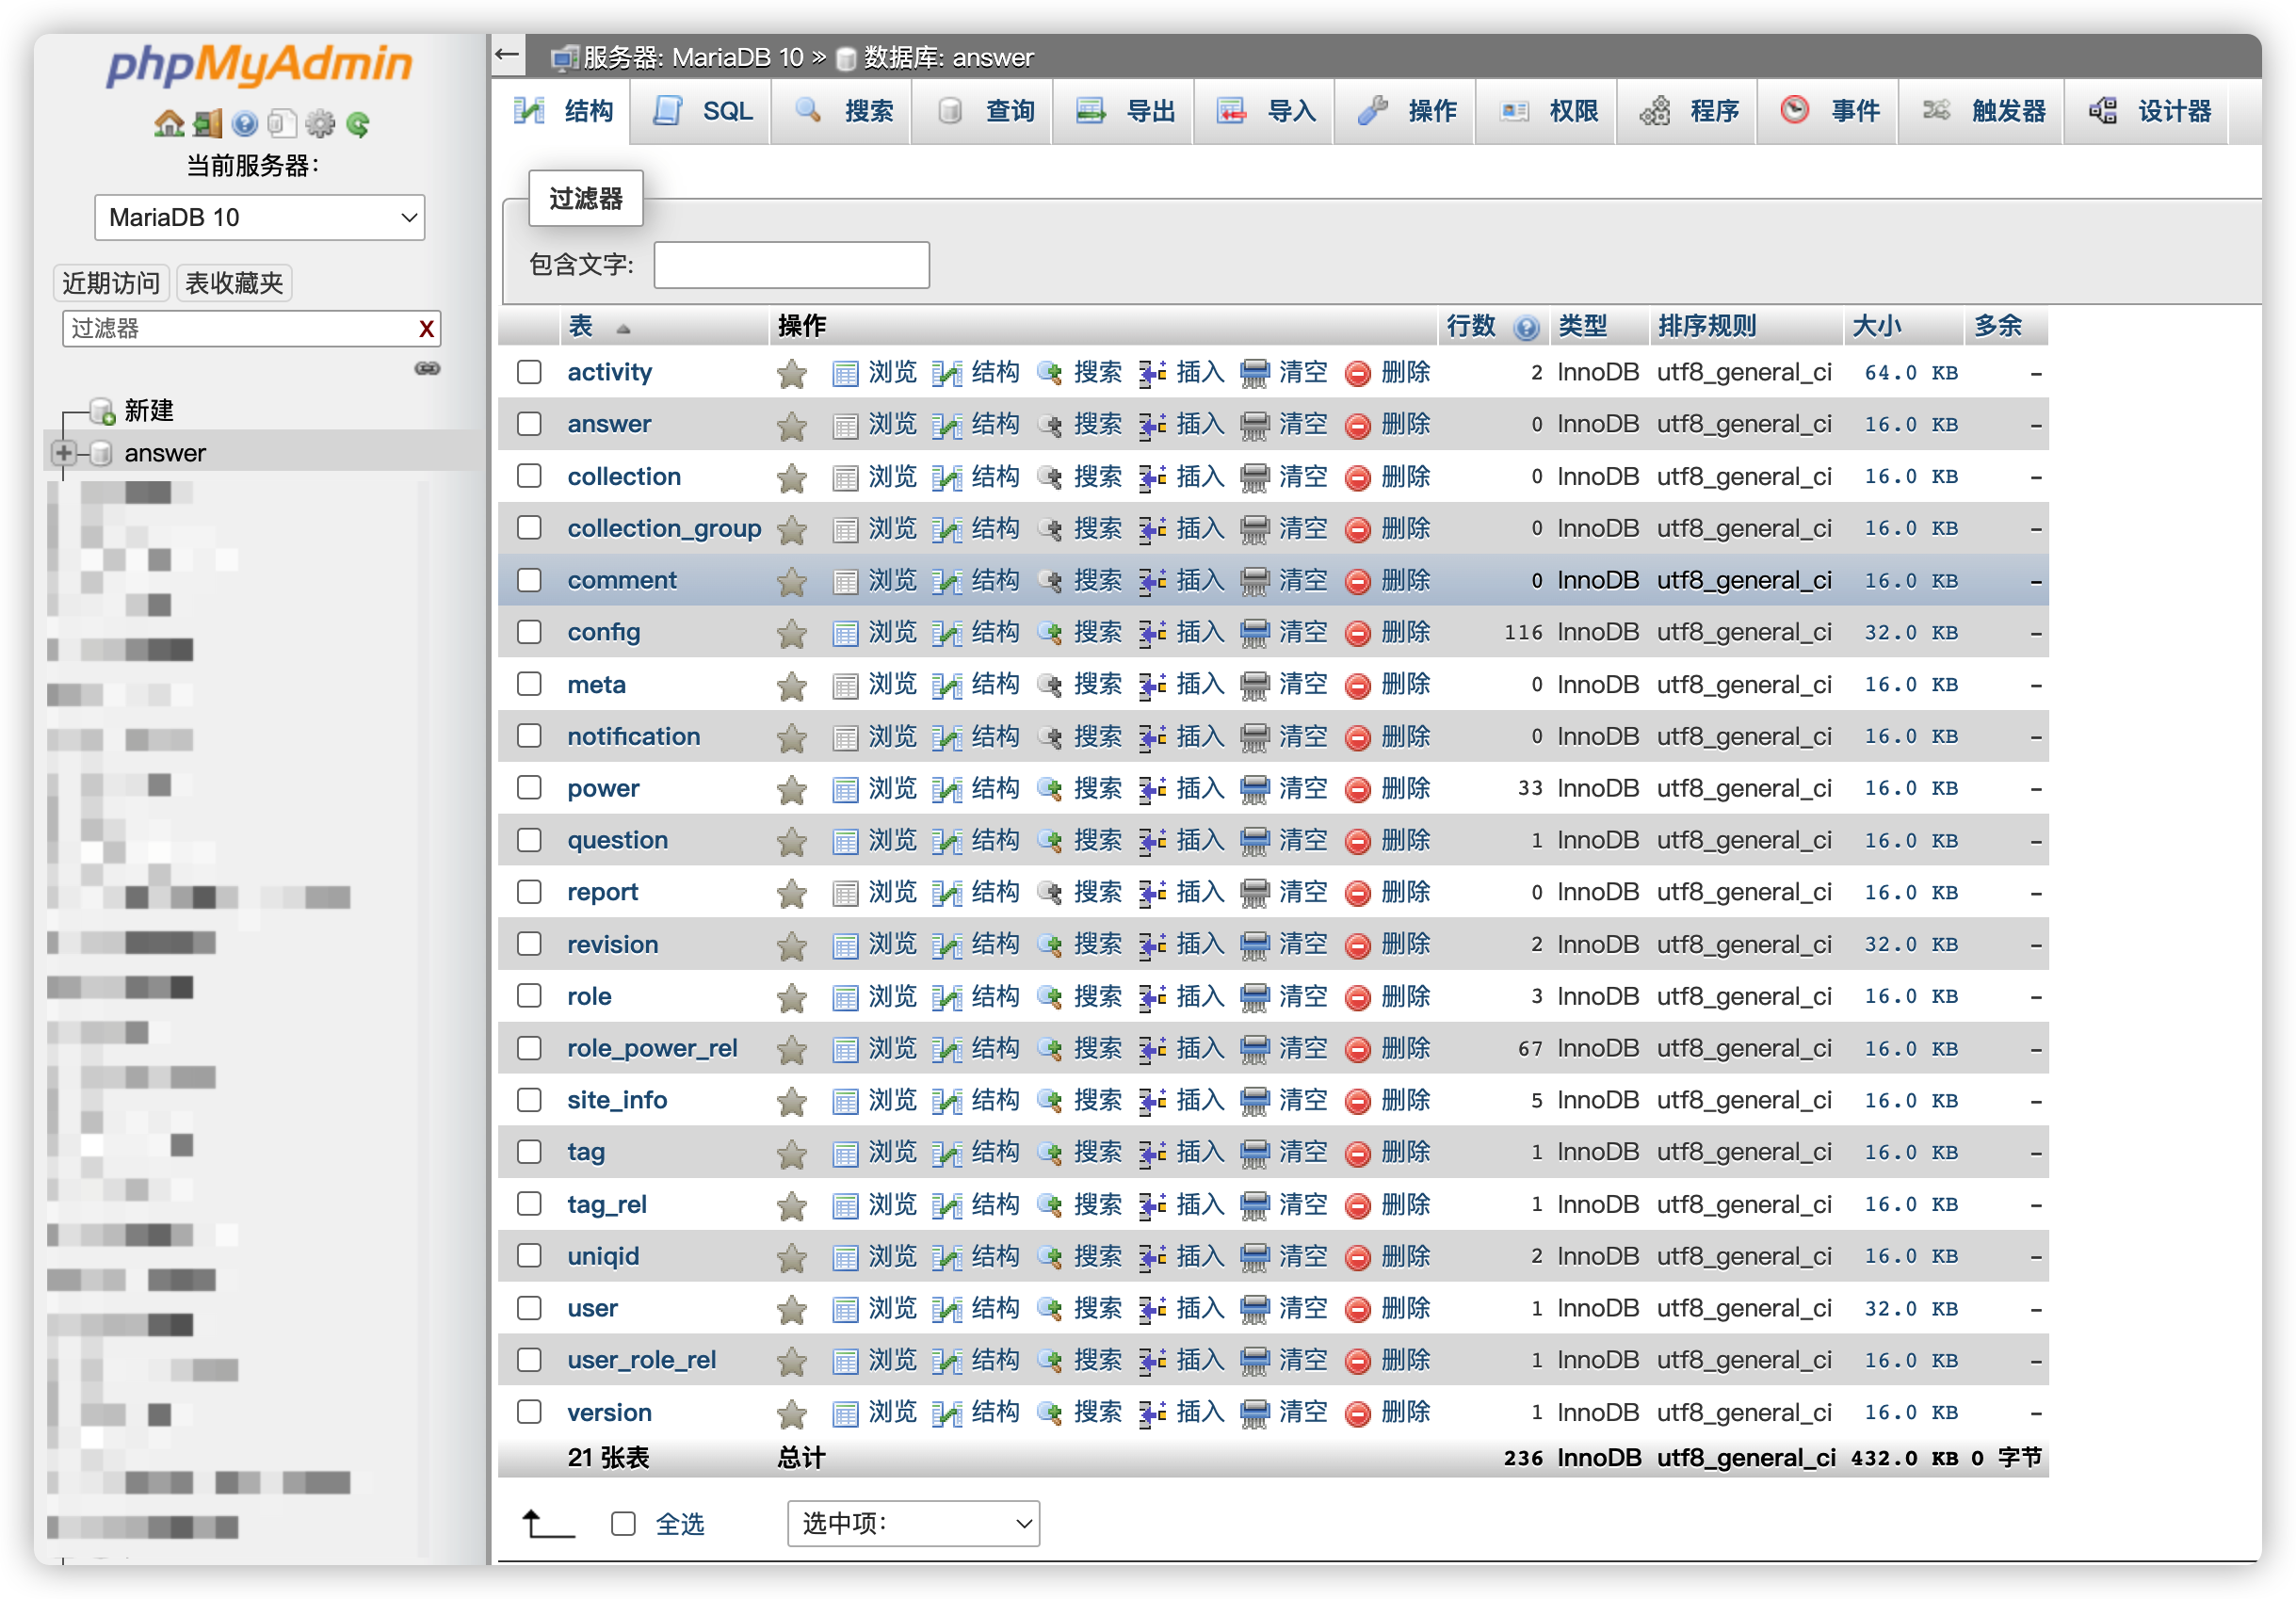 phpMyAdmin
当前服务器：
MariaDB 10
近期访问 表收藏夹
过滤器 X
新建
answer
服务器: MariaDB 10 » 数据库: answer
结构 SQL 搜索 查询 导出 导入 操作 权限 程序 事件 触发器 设计器
过滤器
包含文字:
表 操作 行数 类型 排序规则 大小 多余
activity 浏览 结构 搜索 插入 清空 删除 2 InnoDB utf8_general_ci 64.0 KB -
answer 浏览 结构 搜索 插入 清空 删除 0 InnoDB utf8_general_ci 16.0 KB -
collection 浏览 结构 搜索 插入 清空 删除 0 InnoDB utf8_general_ci 16.0 KB -
collection_group 浏览 结构 搜索 插入 清空 删除 0 InnoDB utf8_general_ci 16.0 KB -
comment 浏览 结构 搜索 插入 清空 删除 0 InnoDB utf8_general_ci 16.0 KB -
config 浏览 结构 搜索 插入 清空 删除 116 InnoDB utf8_general_ci 32.0 KB -
meta 浏览 结构 搜索 插入 清空 删除 0 InnoDB utf8_general_ci 16.0 KB -
notification 浏览 结构 搜索 插入 清空 删除 0 InnoDB utf8_general_ci 16.0 KB -
power 浏览 结构 搜索 插入 清空 删除 33 InnoDB utf8_general_ci 16.0 KB -
question 浏览 结构 搜索 插入 清空 删除 1 InnoDB utf8_general_ci 16.0 KB -
report 浏览 结构 搜索 插入 清空 删除 0 InnoDB utf8_general_ci 16.0 KB -
revision 浏览 结构 搜索 插入 清空 删除 2 InnoDB utf8_general_ci 32.0 KB -
role 浏览 结构 搜索 插入 清空 删除 3 InnoDB utf8_general_ci 16.0 KB -
role_power_rel 浏览 结构 搜索 插入 清空 删除 67 InnoDB utf8_general_ci 16.0 KB -
site_info 浏览 结构 搜索 插入 清空 删除 5 InnoDB utf8_general_ci 16.0 KB -
tag 浏览 结构 搜索 插入 清空 删除 1 InnoDB utf8_general_ci 16.0 KB -
tag_rel 浏览 结构 搜索 插入 清空 删除 1 InnoDB utf8_general_ci 16.0 KB -
uniqid 浏览 结构 搜索 插入 清空 删除 2 InnoDB utf8_general_ci 16.0 KB -
user 浏览 结构 搜索 插入 清空 删除 1 InnoDB utf8_general_ci 32.0 KB -
user_role_rel 浏览 结构 搜索 插入 清空 删除 1 InnoDB utf8_general_ci 16.0 KB -
version 浏览 结构 搜索 插入 清空 删除 1 InnoDB utf8_general_ci 16.0 KB -
21 张表 总计 236 InnoDB utf8_general_ci 432.0 KB 0 字节
全选 选中项：